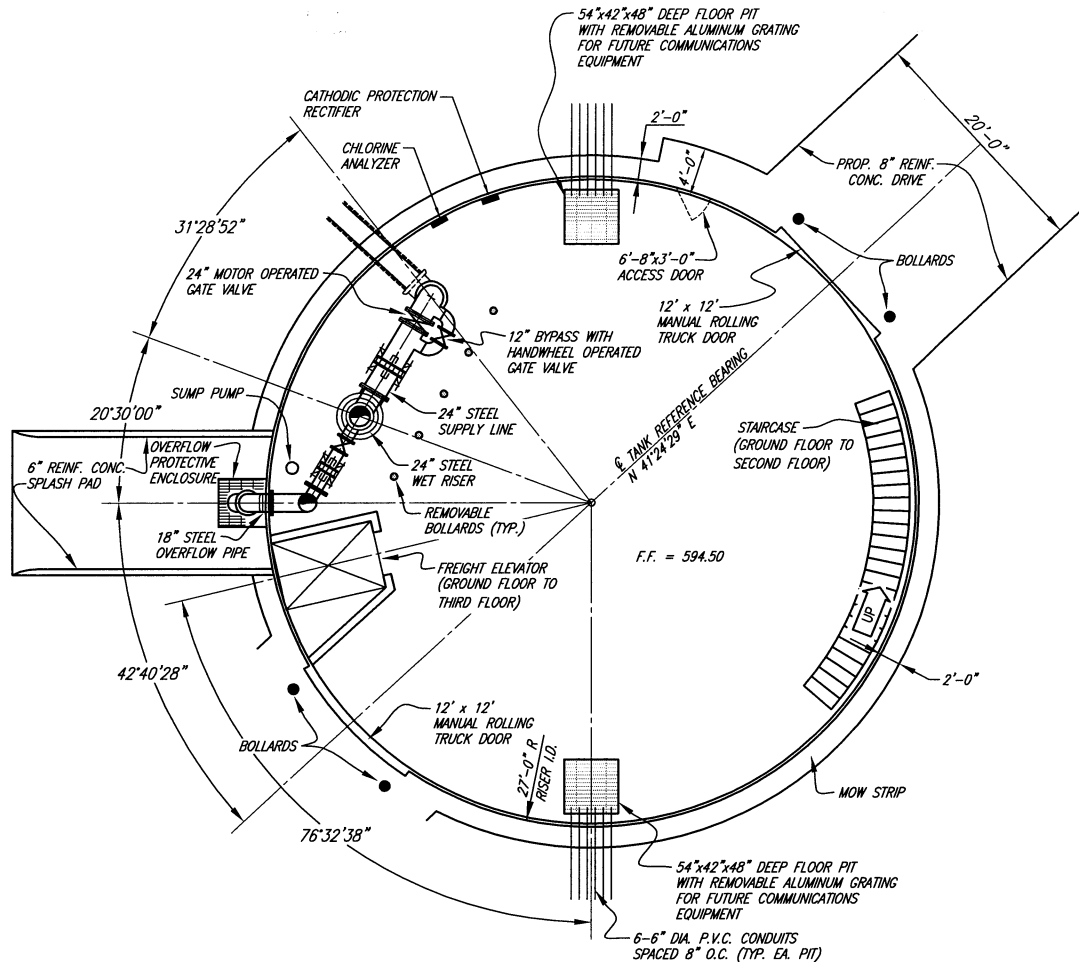 54"x42"x48" DEEP FLOOR PIT
WITH REMOVABLE ALUMINUM GRATING
FOR FUTURE COMMUNICATIONS
EQUIPMENT
CATHODIC PROTECTION
RECTIFIER
CHLORINE
ANALYZER
2'-0"
4'-0"
20'-0"
PROP. 8" REINF.
CONC. DRIVE
31°28'52"
24" MOTOR OPERATED
GATE VALVE
6'-8"x3'-0"
ACCESS DOOR
BOLLARDS
12' x 12'
MANUAL ROLLING
TRUCK DOOR
12" BYPASS WITH
HANDWHEEL OPERATED
GATE VALVE
SUMP PUMP
20°30'00"
24" STEEL
SUPPLY LINE
℄ TANK REFERENCE BEARING
N 41°24'29" E
STAIRCASE
(GROUND FLOOR TO
SECOND FLOOR)
OVERFLOW
PROTECTIVE
ENCLOSURE
6" REINF. CONC.
SPLASH PAD
24" STEEL
WET RISER
REMOVABLE
BOLLARDS (TYP.)
18" STEEL
OVERFLOW PIPE
FREIGHT ELEVATOR
(GROUND FLOOR TO
THIRD FLOOR)
F.F. = 594.50
UP
2'-0"
42°40'28"
12' x 12'
MANUAL ROLLING
TRUCK DOOR
BOLLARDS
27'-0" R
RISER I.D.
MOW STRIP
76°32'38"
54"x42"x48" DEEP FLOOR PIT
WITH REMOVABLE ALUMINUM GRATING
FOR FUTURE COMMUNICATIONS
EQUIPMENT
6-6" DIA. P.V.C. CONDUITS
SPACED 8" O.C. (TYP. EA. PIT)